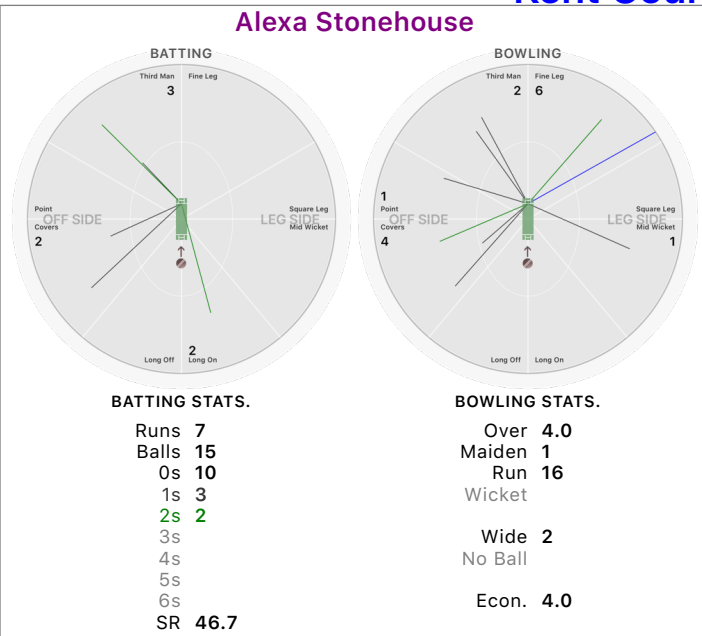 Alexa Stonehouse
BATTING
Third Man Fine Leg
3
Point
OFF SIDE
Covers
2
Square Leg
LEG SIDE
Mid Wicket
2
Long Off Long On
BOWLING
Third Man Fine Leg
2 6
1
Point
OFF SIDE
Covers
4
Square Leg
LEG SIDE
Mid Wicket
1
Long Off Long On
BATTING STATS.
Runs 7
Balls 15
0s 10
1s 3
2s 2
3s
4s
5s
6s
SR 46.7
BOWLING STATS.
Over 4.0
Maiden 1
Run 16
Wicket
Wide 2
No Ball
Econ. 4.0